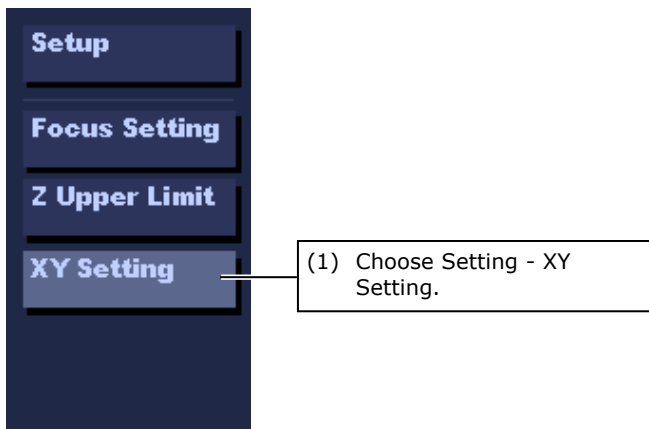 Setup
Focus Setting
Z Upper Limit
XY Setting
(1) Choose Setting - XY
Setting.